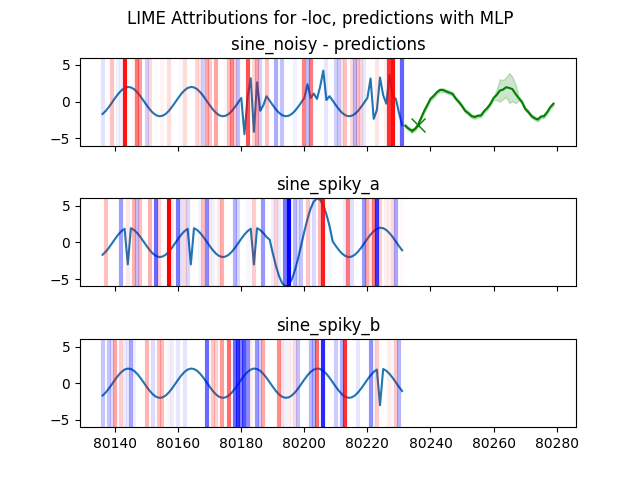 LIME Attributions for -loc, predictions with MLP
sine_noisy - predictions
5
0
−5
sine_spiky_a
5
0
−5
sine_spiky_b
5
0
−5
80140 80160 80180 80200 80220 80240 80260 80280